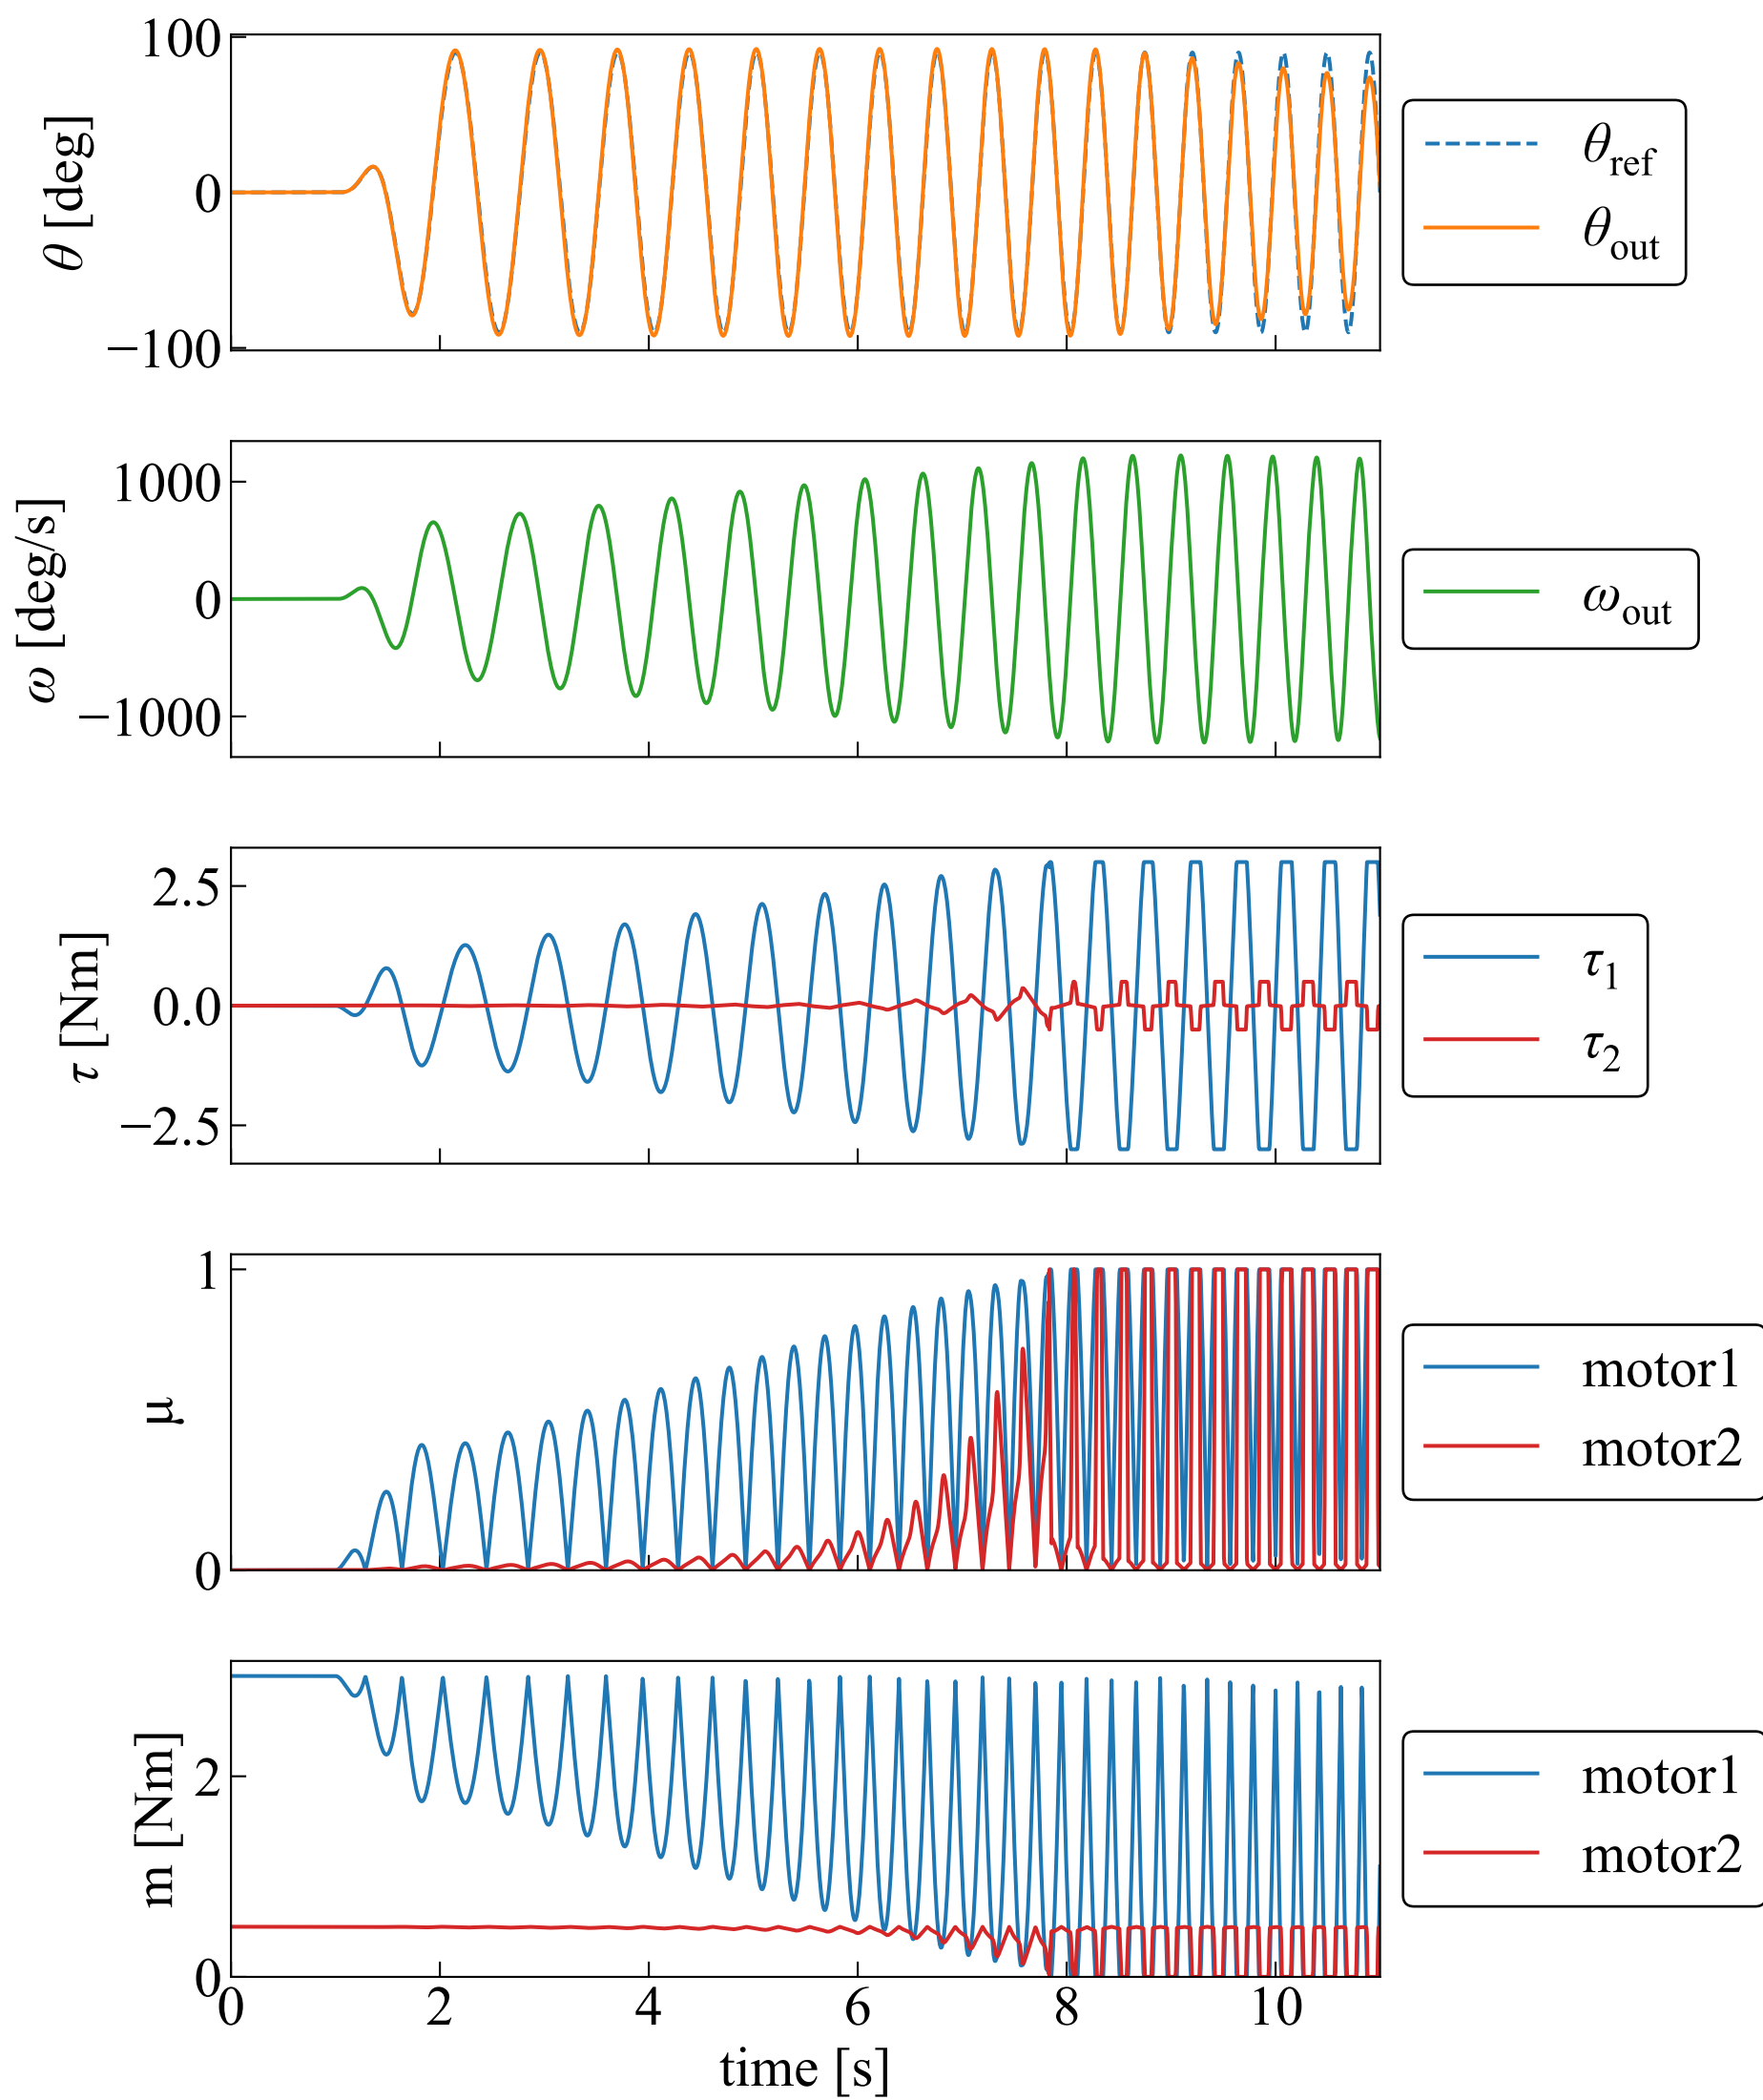 θ [deg]
100
0
−100
θref
θout
ω [deg/s]
1000
0
−1000
ωout
τ [Nm]
2.5
0.0
−2.5
τ1
τ2
μ
1
0
motor1
motor2
m [Nm]
2
0
motor1
motor2
0 2 4 6 8 10
time [s]